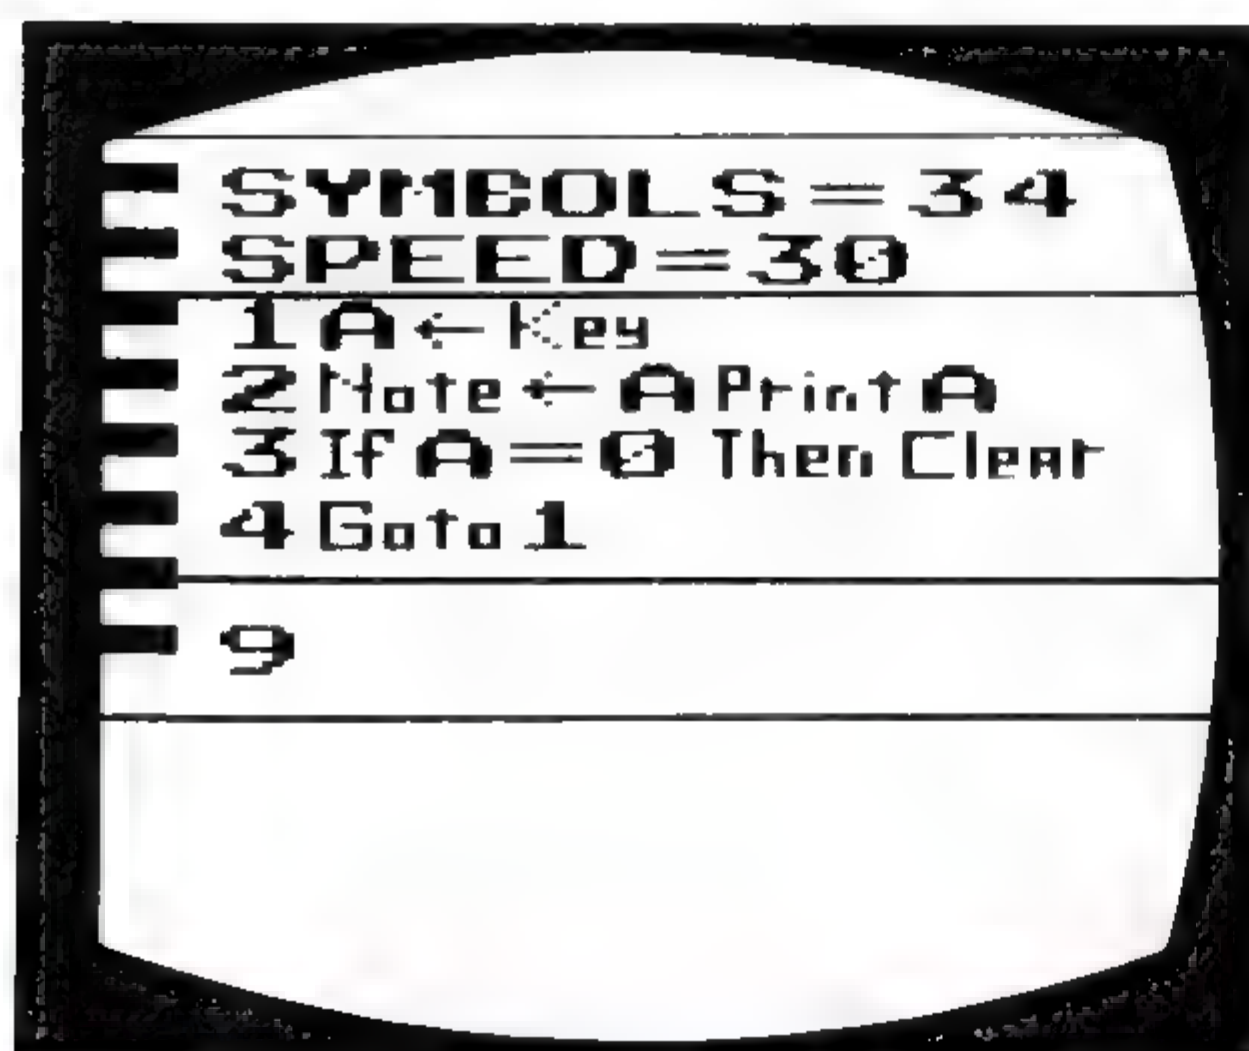 SYMBOLS=34
SPEED=30
1 A ← Key
2 Note ← A Print A
3 If A=0 Then Clear
4 Goto 1
9